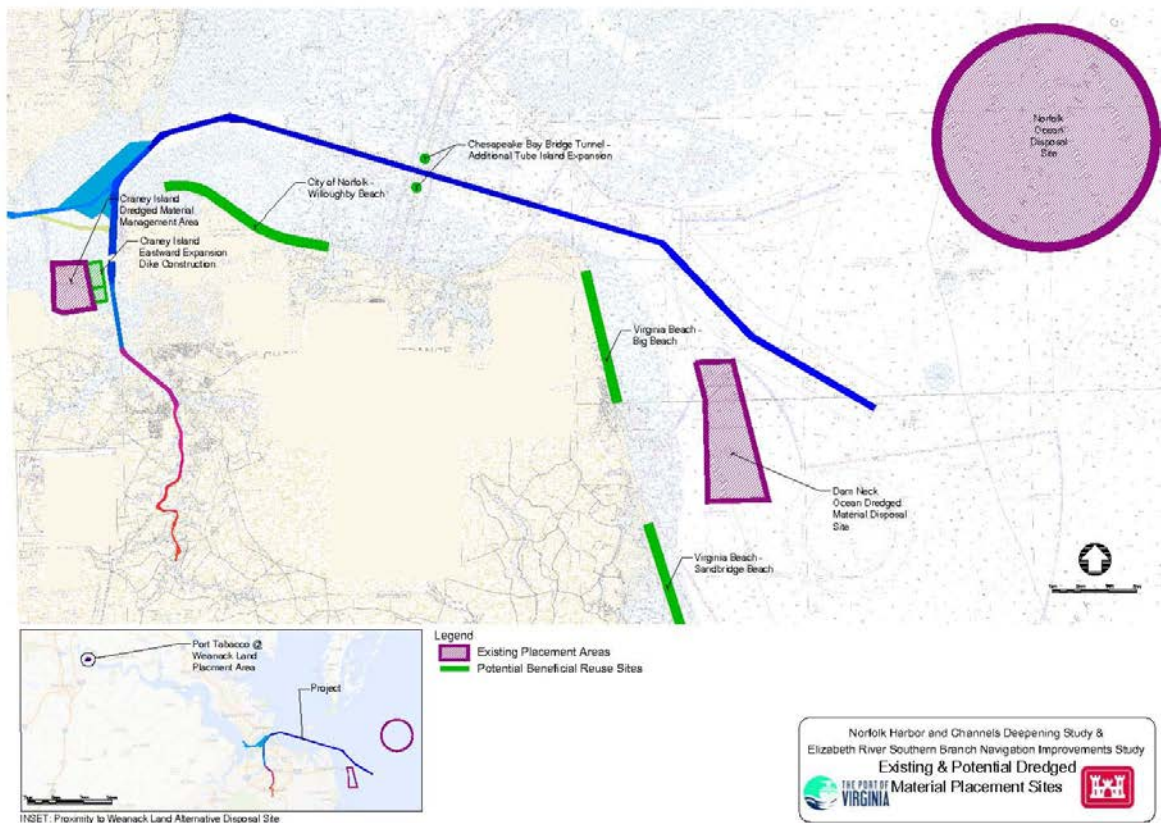 Norfolk
Ocean
Disposal
Site
Chesapeake Bay Bridge Tunnel -
Additional Tube Island Expansion
City of Norfolk -
Willoughby Beach
Craney Island
Dredged Material
Management Area
Craney Island
Eastward Expansion
Dike Construction
Virginia Beach -
Big Beach
Dam Neck
Ocean Dredged
Material Disposal
Site
Virginia Beach -
Sandbridge Beach
Legend
Existing Placement Areas
Potential Beneficial Reuse Sites
Port Tabacco @
Weanack Land
Placment Area
Project
INSET: Proximity to Weanack Land Alternative Disposal Site
Norfolk Harbor and Channels Deepening Study &
Elizabeth River Southern Branch Navigation Improvements Study
Existing & Potential Dredged
Material Placement Sites
THE PORT OF
VIRGINIA